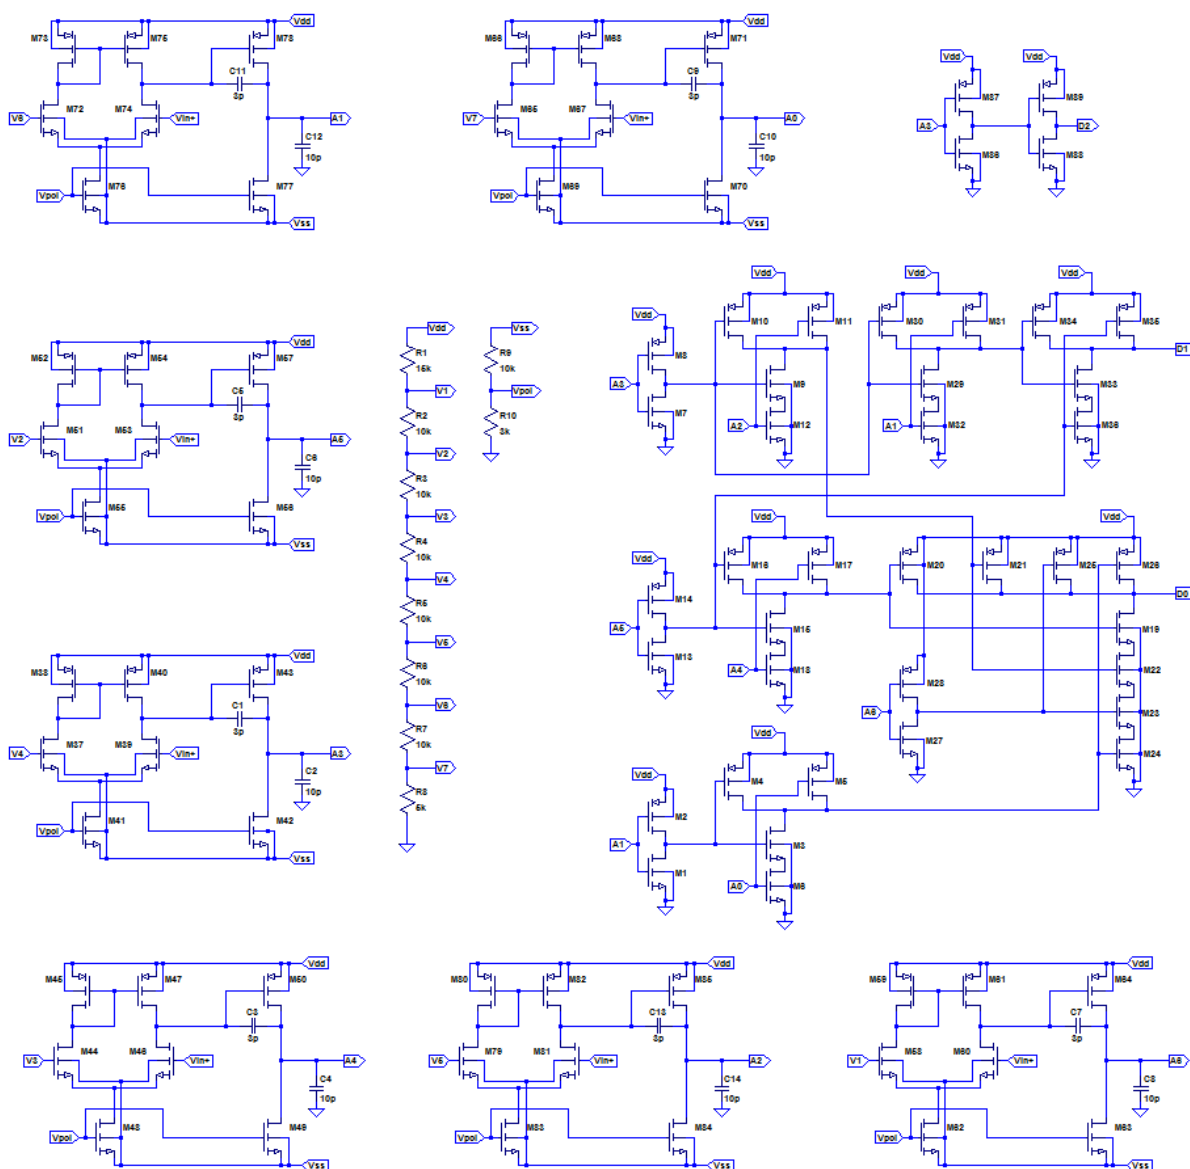 Vdd
M73 M75 M78
C11
3p
V6 M72 M74 Vin+ A1
C12
10p
Vpol M76 M77
Vss
Vdd
M66 M68 M71
C9
3p
V7 M65 M67 Vin+ A0
C10
10p
Vpol M69 M70
Vss
Vdd Vdd
M87 M89
A3 D2
M86 M88
Vdd
M52 M54 M57
C5
3p
V2 M51 M53 Vin+ A5
C6
10p
Vpol M55 M56
Vss
Vdd
R1
15k
V1
R2
10k
V2
R3
10k
V3
R4
10k
V4
R5
10k
V5
R6
10k
V6
R7
10k
V7
R8
5k
Vss
R9
10k
Vpol
R10
3k
Vdd Vdd Vdd
Vdd M10 M11 M30 M31 M34 M35
M8 D1
A3 M9 M29 M33
M7 A2 M12 A1 M32 M36
Vdd Vdd
Vdd M16 M17 M20 M21 M25 M26
M14 D0
A5 M15 M19
M13 A4 M18 M28 M22
A6 M23
M27 M24
Vdd
Vdd M4 M5
M2
A1 M3
M1 A0 M6
Vdd
M38 M40 M43
C1
3p
V4 M37 M39 Vin+ A3
C2
10p
Vpol M41 M42
Vss
Vdd
M45 M47 M50
C3
3p
V3 M44 M46 Vin+ A4
C4
10p
Vpol M48 M49
Vss
Vdd
M80 M82 M85
C13
3p
V5 M79 M81 Vin+ A2
C14
10p
Vpol M83 M84
Vss
Vdd
M59 M61 M64
C7
3p
V1 M58 M60 Vin+ A6
C8
10p
Vpol M62 M63
Vss